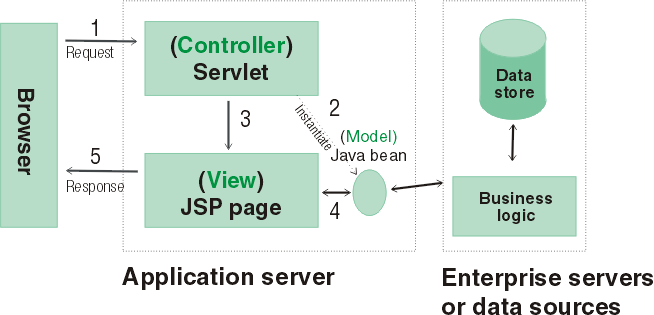 1
Request
Browser
5
Response
(Controller)
Servlet
3
2
Instantiate
(Model)
Java bean
(View)
JSP page
4
Application server
Data
store
Business
logic
Enterprise servers
or data sources